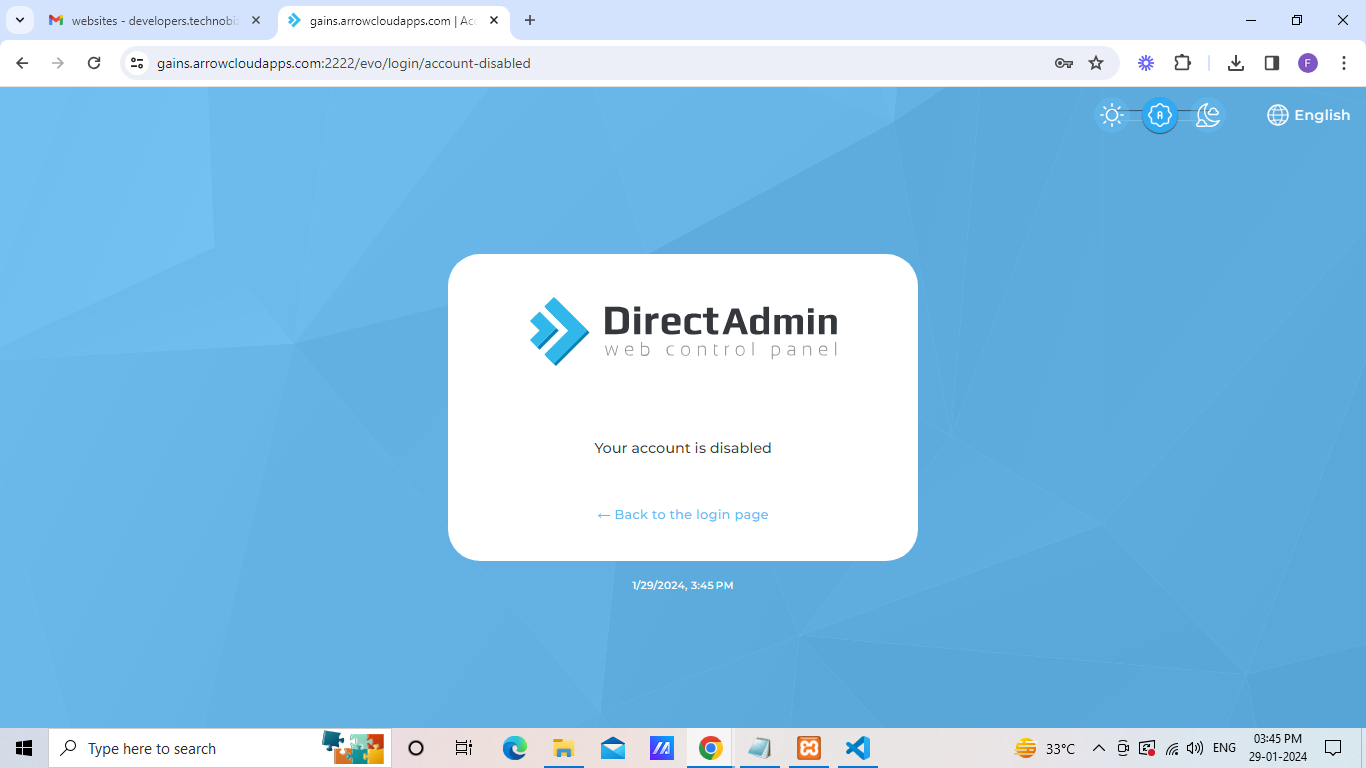 websites - developers.technobi
gains.arrowcloudapps.com | Acc
gains.arrowcloudapps.com:2222/evo/login/account-disabled
F
A
English
DirectAdmin
web control panel
Your account is disabled
← Back to the login page
1/29/2024, 3:45 PM
Type here to search
33°C
ENG
03:45 PM
29-01-2024